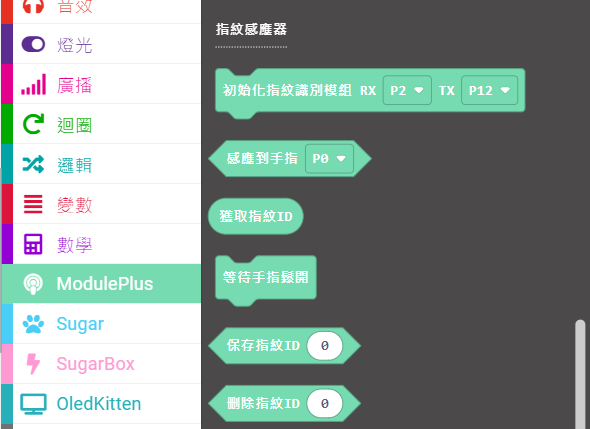 音效
燈光
廣播
迴圈
邏輯
變數
數學
ModulePlus
Sugar
SugarBox
OledKitten
指紋感應器
初始化指紋識別模組 RX P2 TX P12
感應到手指 P0
獲取指紋ID
等待手指鬆開
保存指紋ID 0
刪除指紋ID 0